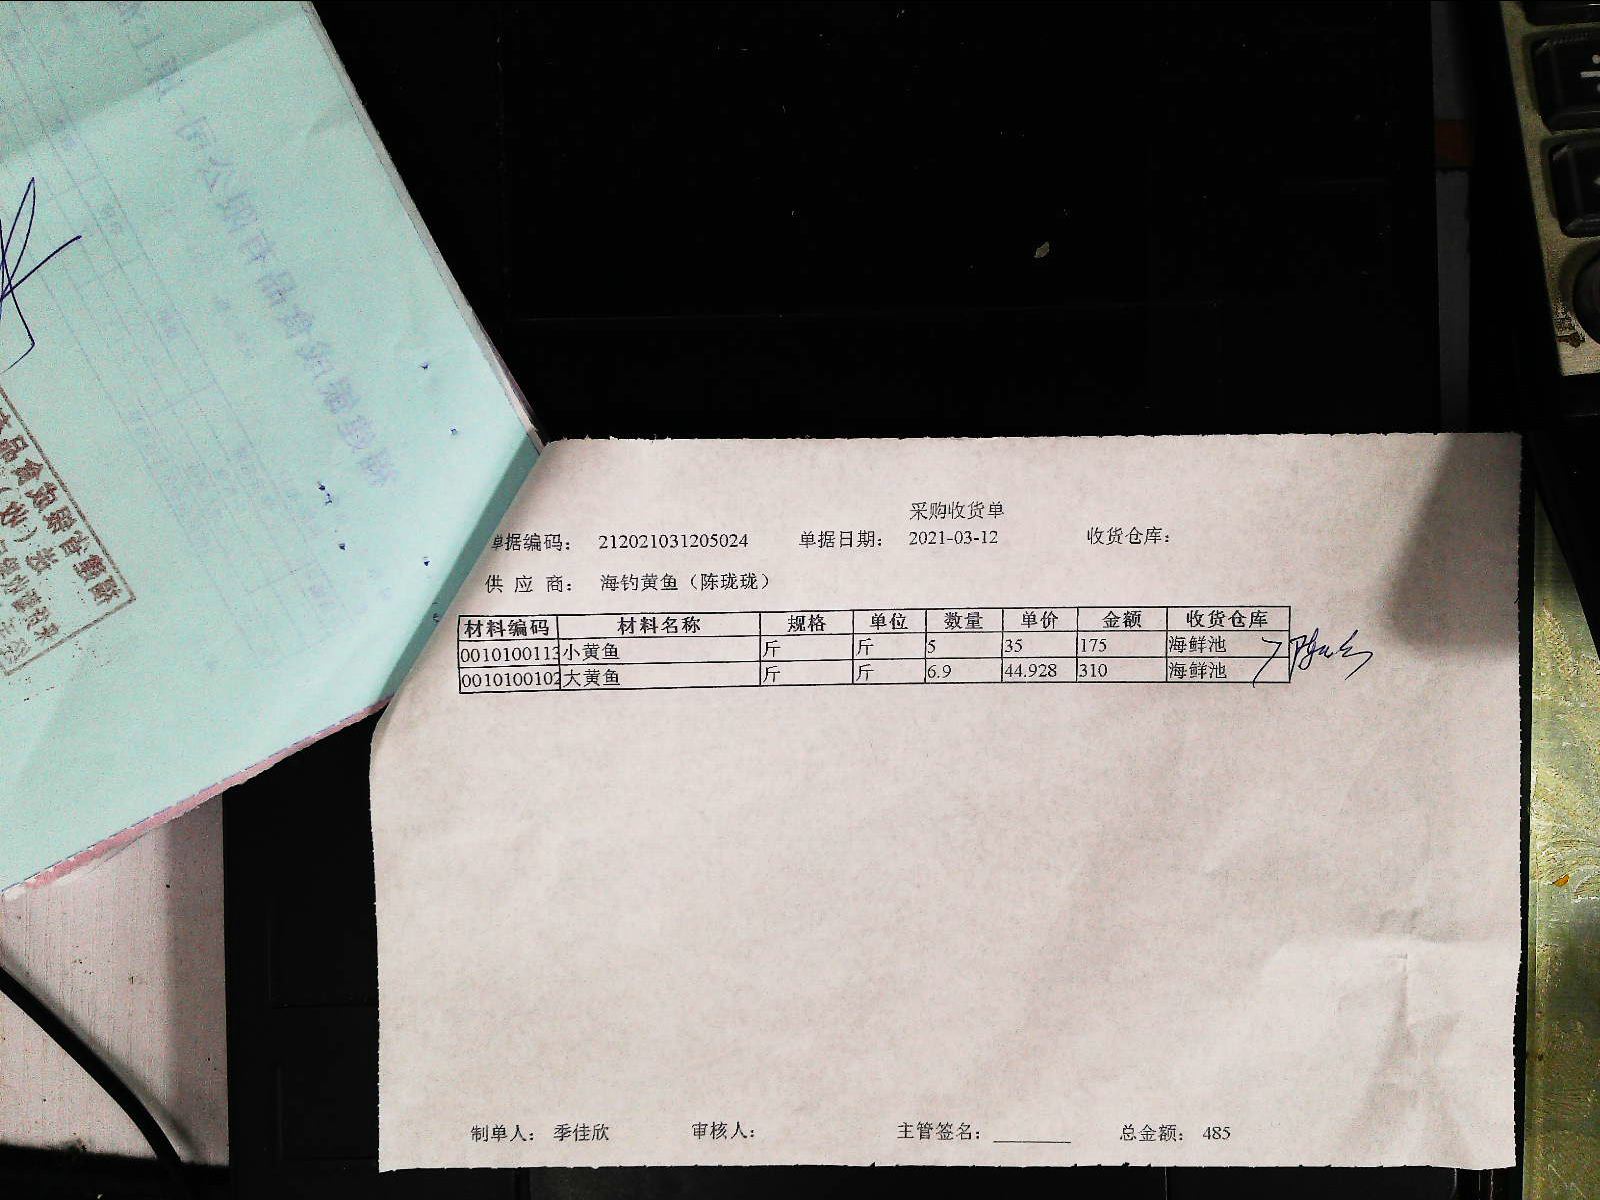 采购收货单
单据编码： 212021031205024 单据日期： 2021-03-12 收货仓库：
供 应 商： 海钓黄鱼（陈珑珑）
材料编码 材料名称 规格 单位 数量 单价 金额 收货仓库
0010100113 小黄鱼 斤 斤 5 35 175 海鲜池
0010100102 大黄鱼 斤 斤 6.9 44.928 310 海鲜池
制单人： 季佳欣 审核人： 主管签名： 总金额： 485